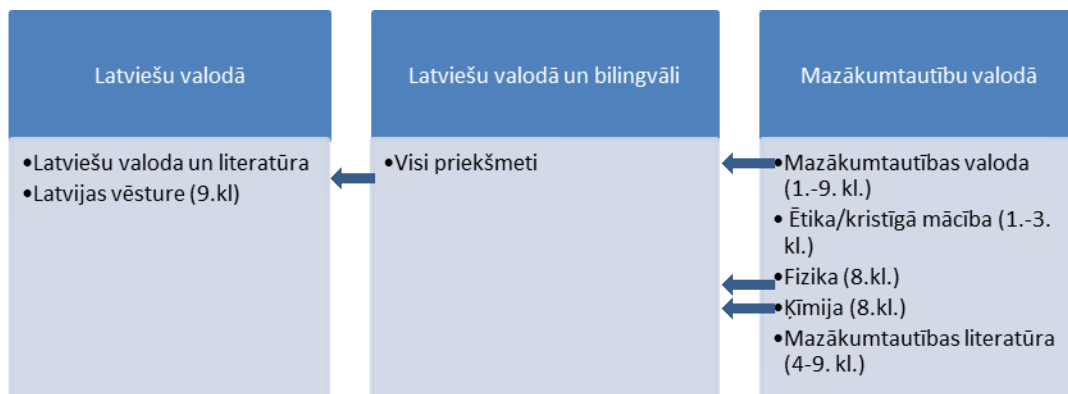 Latviešu valodā
•Latviešu valoda un literatūra
•Latvijas vēsture (9.kl)
Latviešu valodā un bilingvāli
•Visi priekšmeti
Mazākumtautību valodā
•Mazākumtautības valoda
(1.-9. kl.)
• Ētika/kristīgā mācība (1.-3.
kl.)
•Fizika (8.kl.)
•Ķīmija (8.kl.)
•Mazākumtautības literatūra
(4-9. kl.)